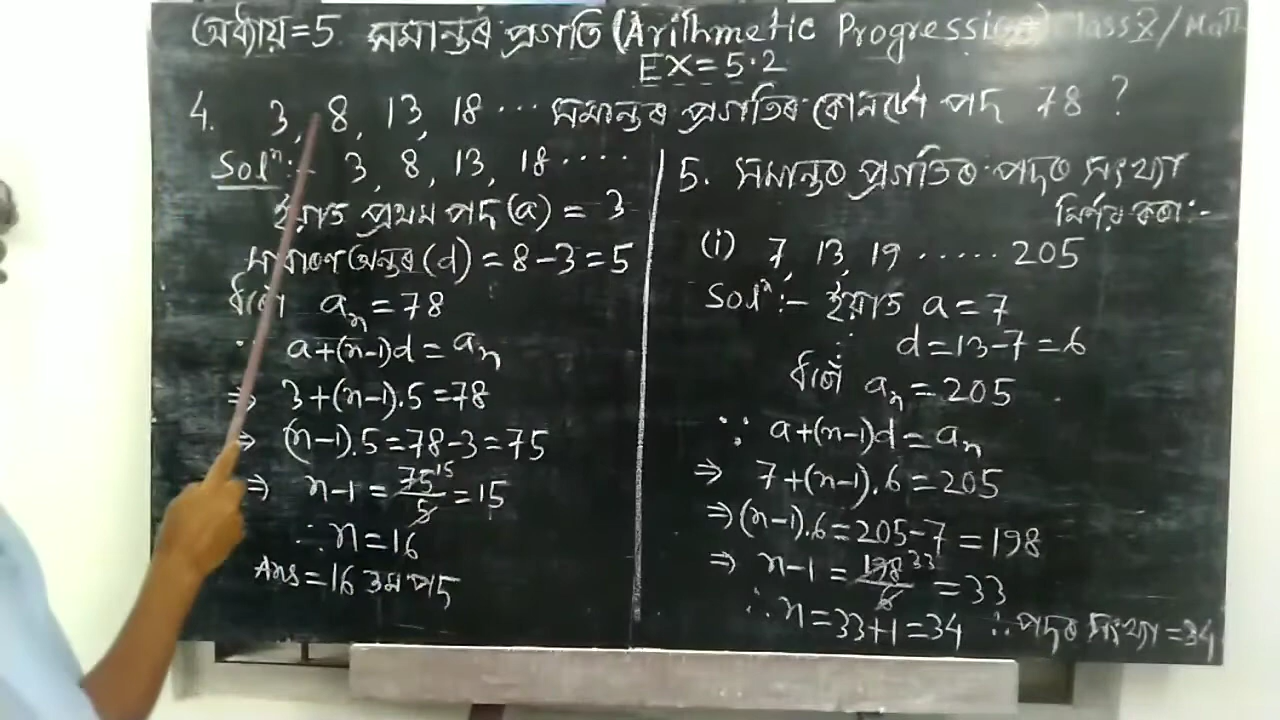 অধ্যায়=5 সমান্তৰ প্ৰগতি (Arithmetic Progression) Class X / Math
EX=5.2
4. 3, 8, 13, 18 ... সমান্তৰ প্ৰগতিৰ কোনটো পদ 78 ?
Solⁿ:- 3, 8, 13, 18 ....
ইয়াত প্ৰথম পদ (a) = 3
সাধাৰণ অন্তৰ (d) = 8-3=5
ধৰোঁ aₙ=78
∵ a+(n-1)d=aₙ
⇒ 3+(n-1).5=78
⇒ (n-1).5=78-3=75
⇒ n-1 = 75/5 15 =15
∴ n=16
Ans=16 তম পদ
5. সমান্তৰ প্ৰগতিৰ পদৰ সংখ্যা
নিৰ্ণয় কৰা:-
(i) 7, 13, 19 ...... 205
Solⁿ:- ইয়াত a=7
d=13-7=6
ধৰোঁ aₙ=205
∵ a+(n-1)d=aₙ
⇒ 7+(n-1).6=205
⇒(n-1).6=205-7=198
⇒ n-1 = 198/6 33 =33
∴ n=33+1=34 ∴ পদৰ সংখ্যা=34